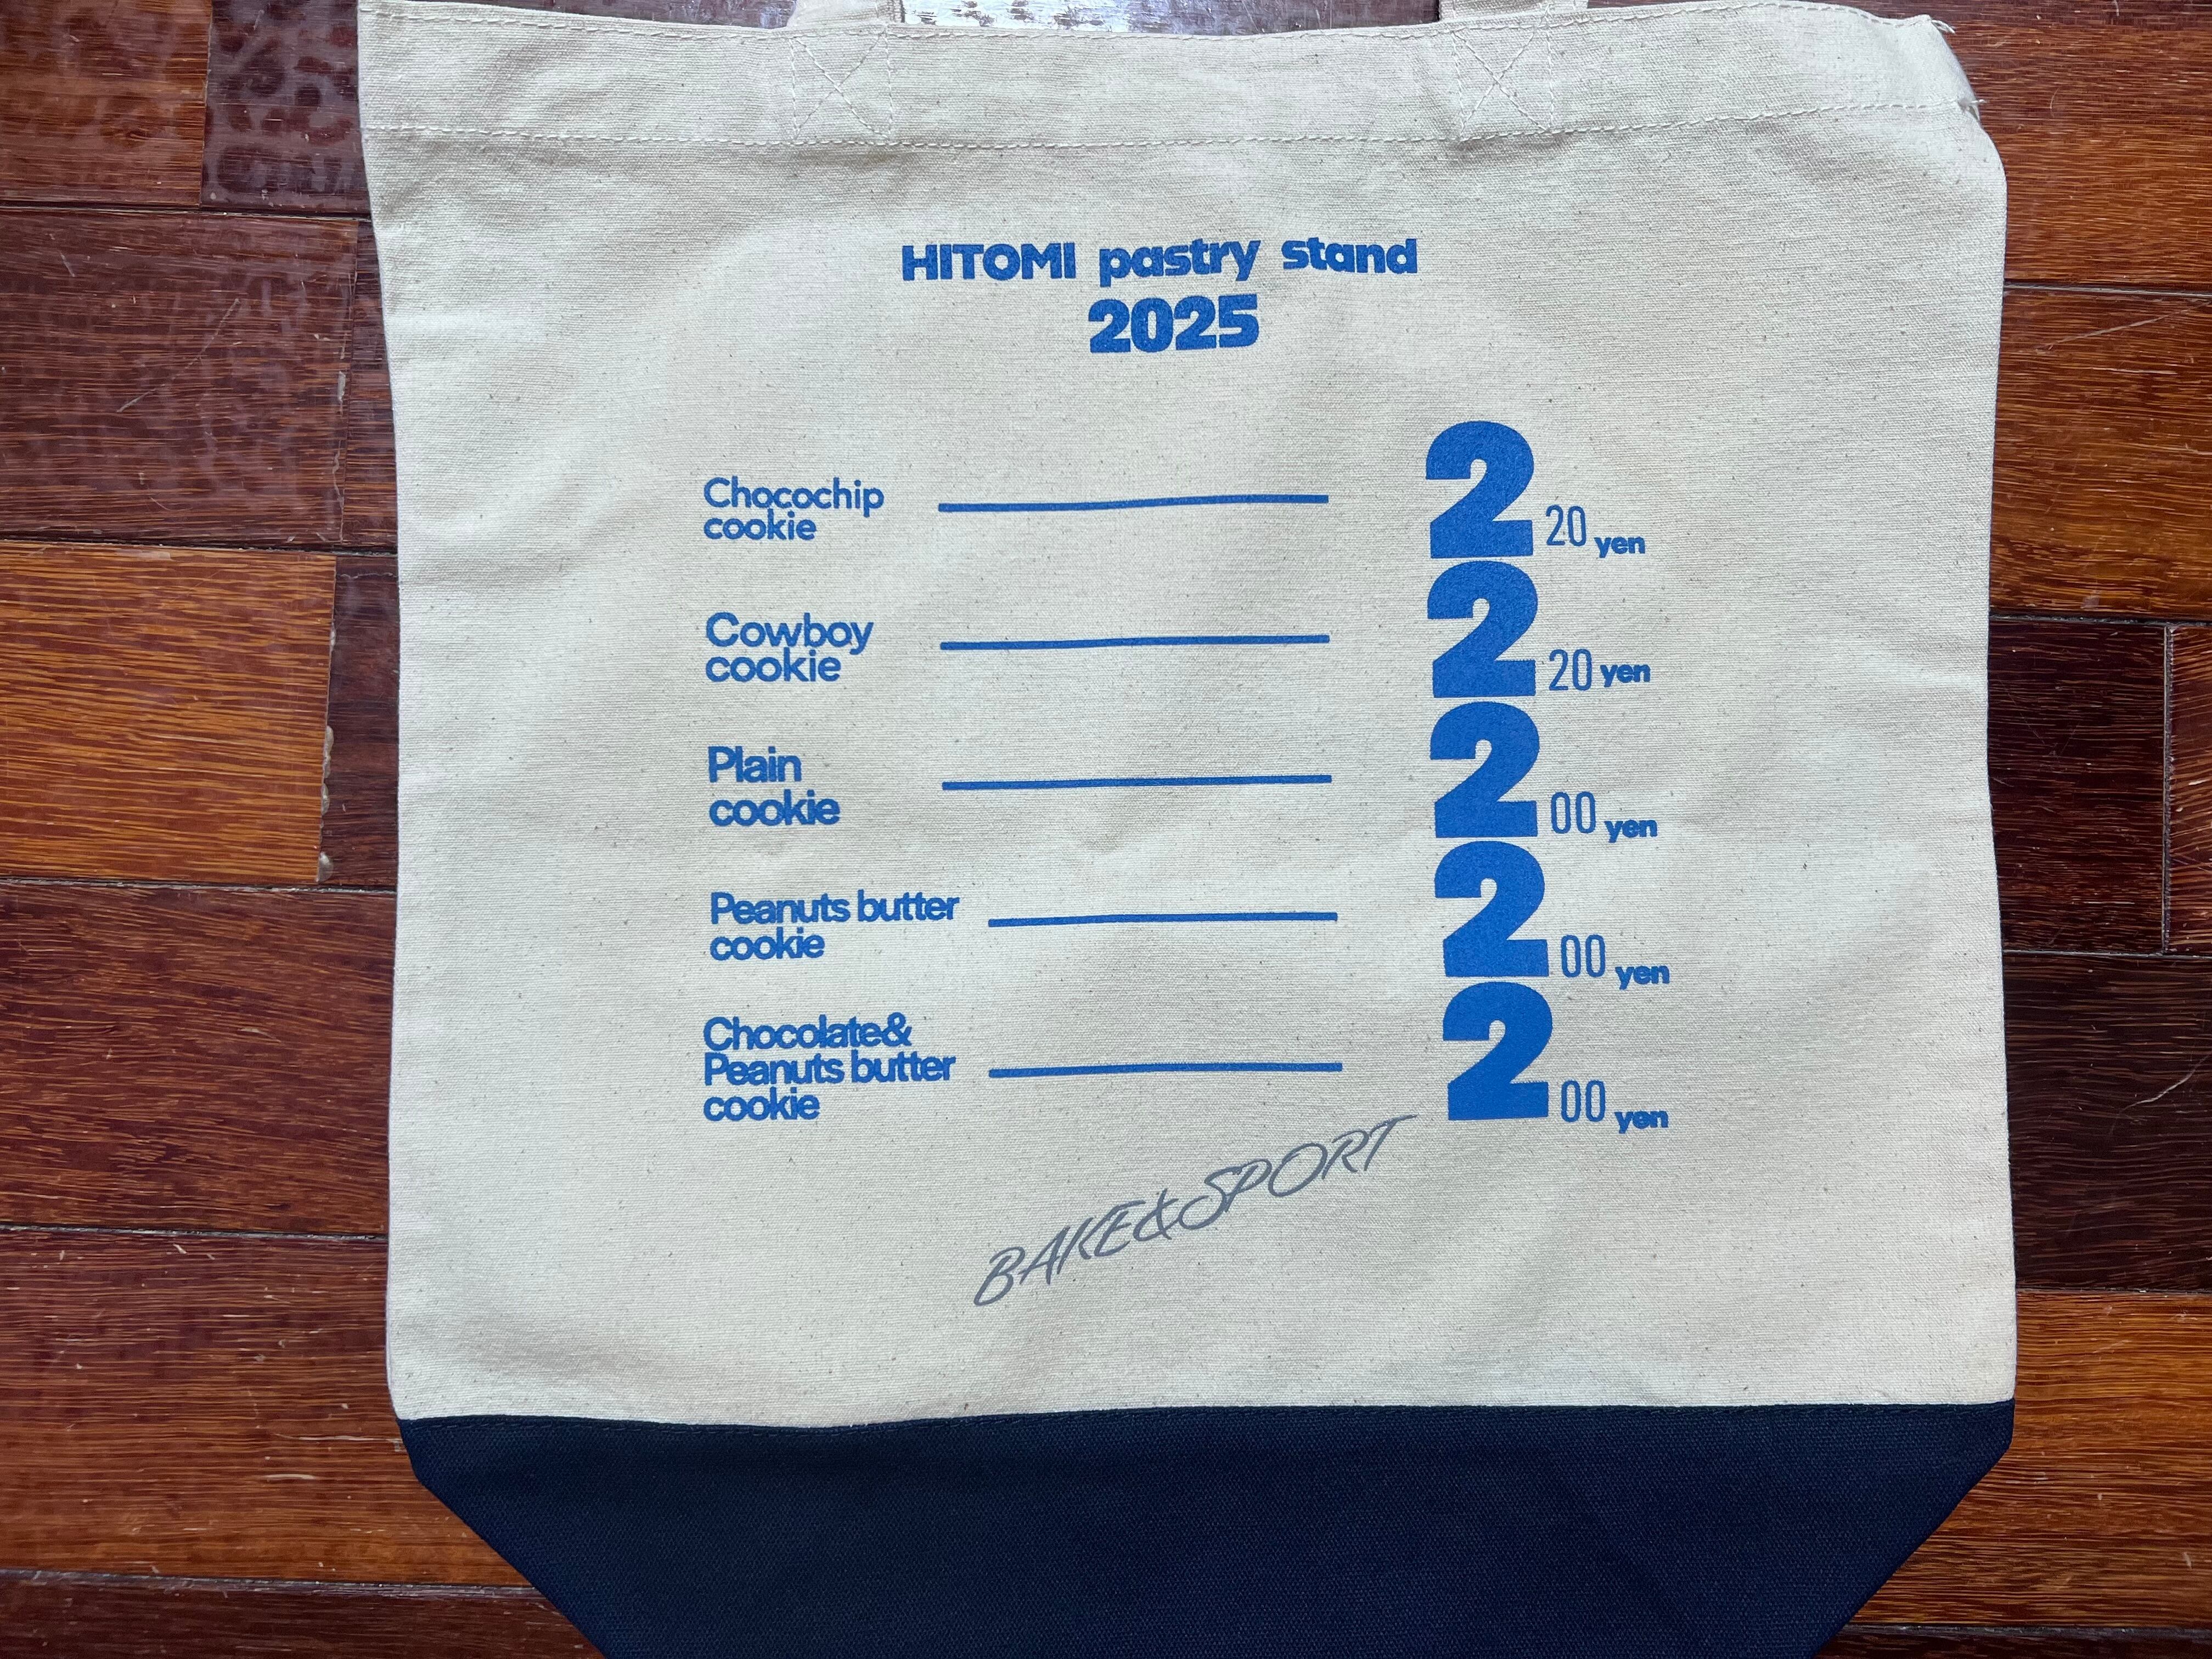 HITOMI pastry stand
2025
Chocochip
cookie
220 yen
Cowboy
cookie
220 yen
Plain
cookie
200 yen
Peanuts butter
cookie
200 yen
Chocolate&
Peanuts butter
cookie
200 yen
BAKE&SPORT